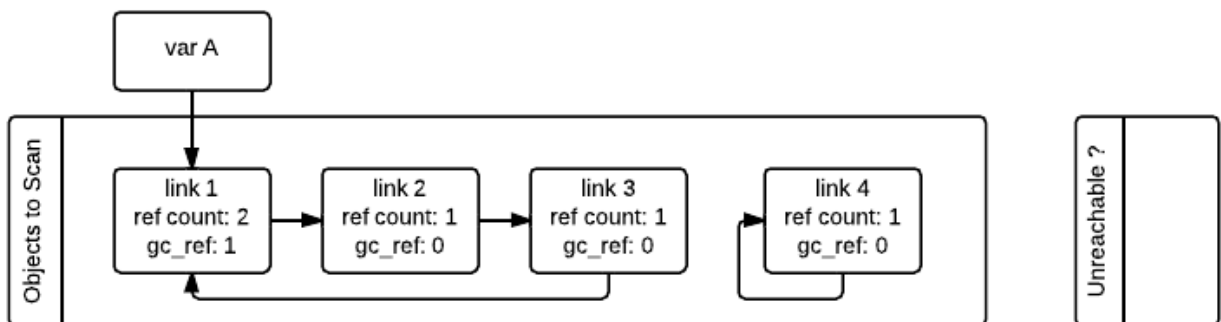 var A
Objects to Scan
link 1
ref count: 2
gc_ref: 1
link 2
ref count: 1
gc_ref: 0
link 3
ref count: 1
gc_ref: 0
link 4
ref count: 1
gc_ref: 0
Unreachable ?